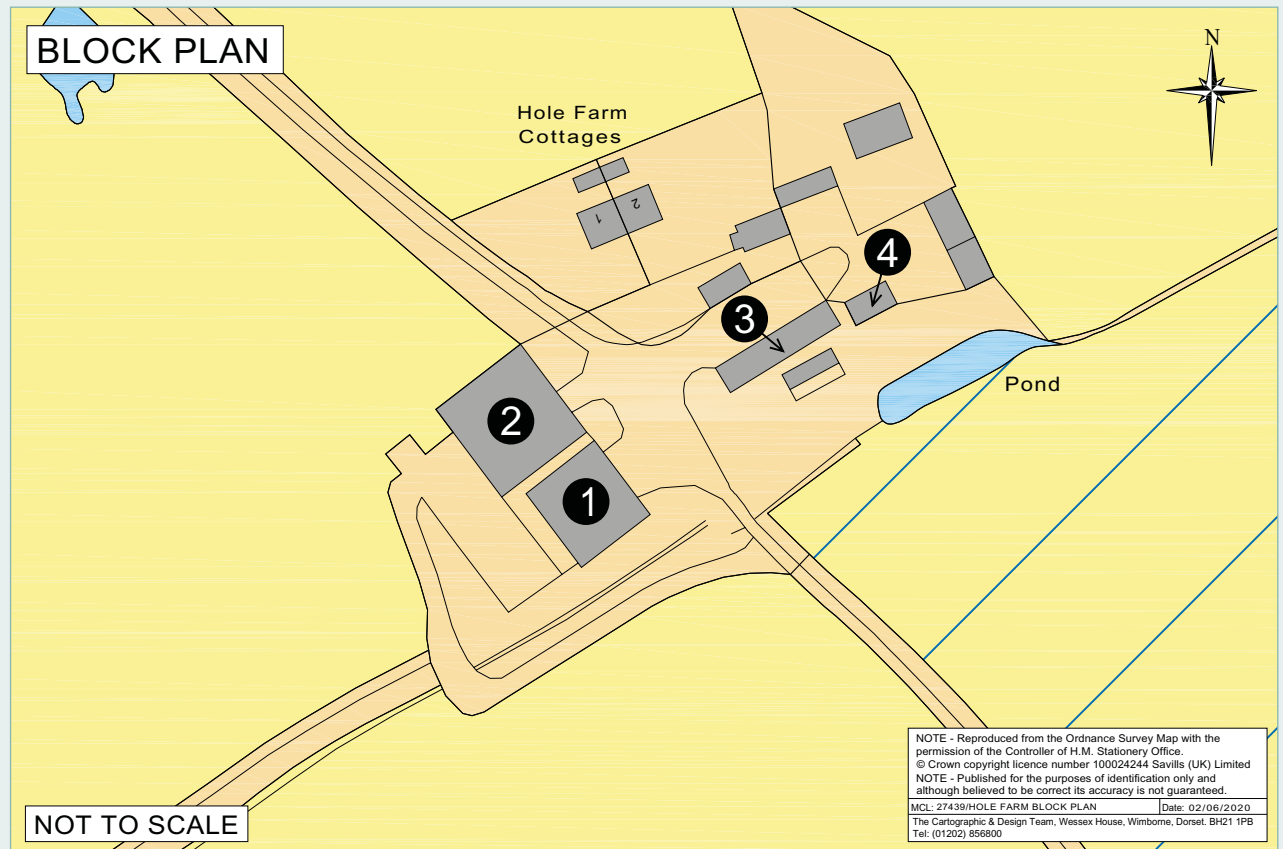 BLOCK PLAN
N
Hole Farm
Cottages
1
2
4
3
Pond
2
1
NOTE - Reproduced from the Ordnance Survey Map with the
permission of the Controller of H.M. Stationery Office.
© Crown copyright licence number 100024244 Savills (UK) Limited
NOTE - Published for the purposes of identification only and
although believed to be correct its accuracy is not guaranteed.
MCL: 27439/HOLE FARM BLOCK PLAN
Date: 02/06/2020
The Cartographic & Design Team, Wessex House, Wimborne, Dorset. BH21 1PB
Tel: (01202) 856800
NOT TO SCALE